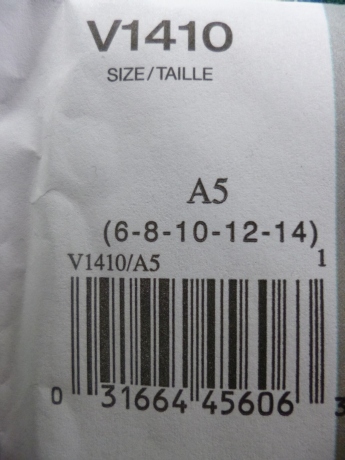 V1410
SIZE/TAILLE
A5
(6-8-10-12-14)
V1410/A5 1
0 31664 45606 3